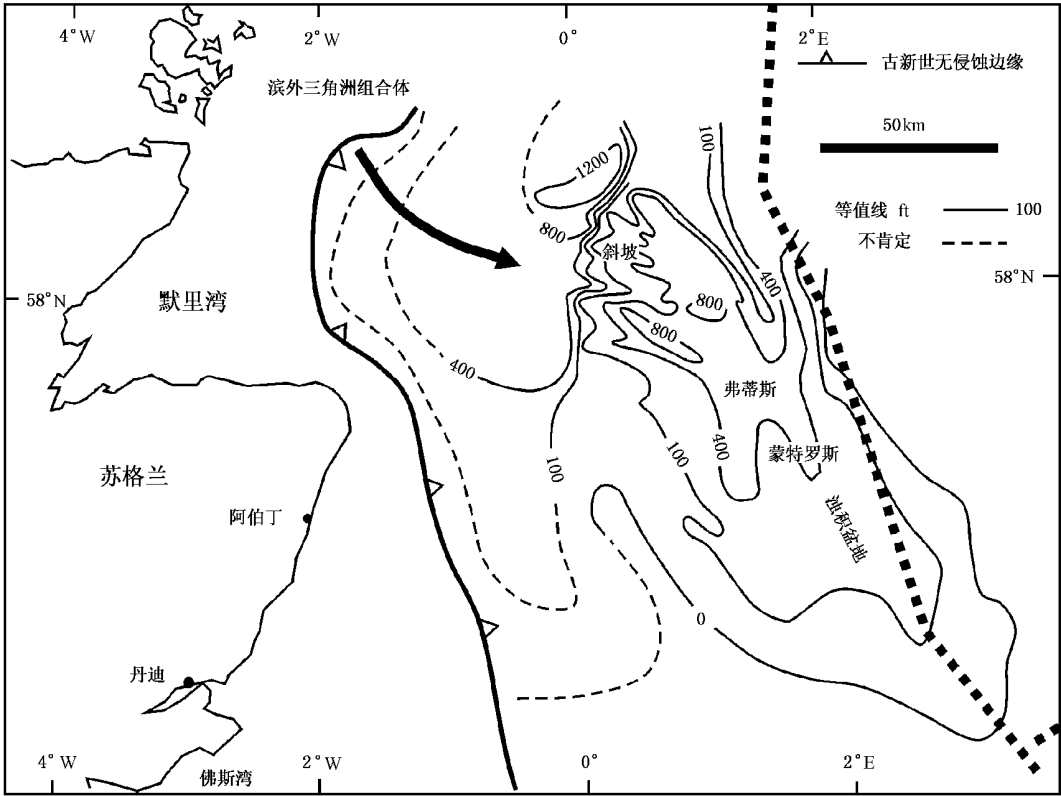 4°W
2°W
0°
2°E
滨外三角洲组合体
古新世无侵蚀边缘
50km
等值线 ft
100
不肯定
1200
100
800
斜坡
400
58°N
58°N
默里湾
800
800
400
弗蒂斯
苏格兰
100
100
400
蒙特罗斯
浊积盆地
阿伯丁
0
丹迪
佛斯湾
4°W
2°W
0°
2°E